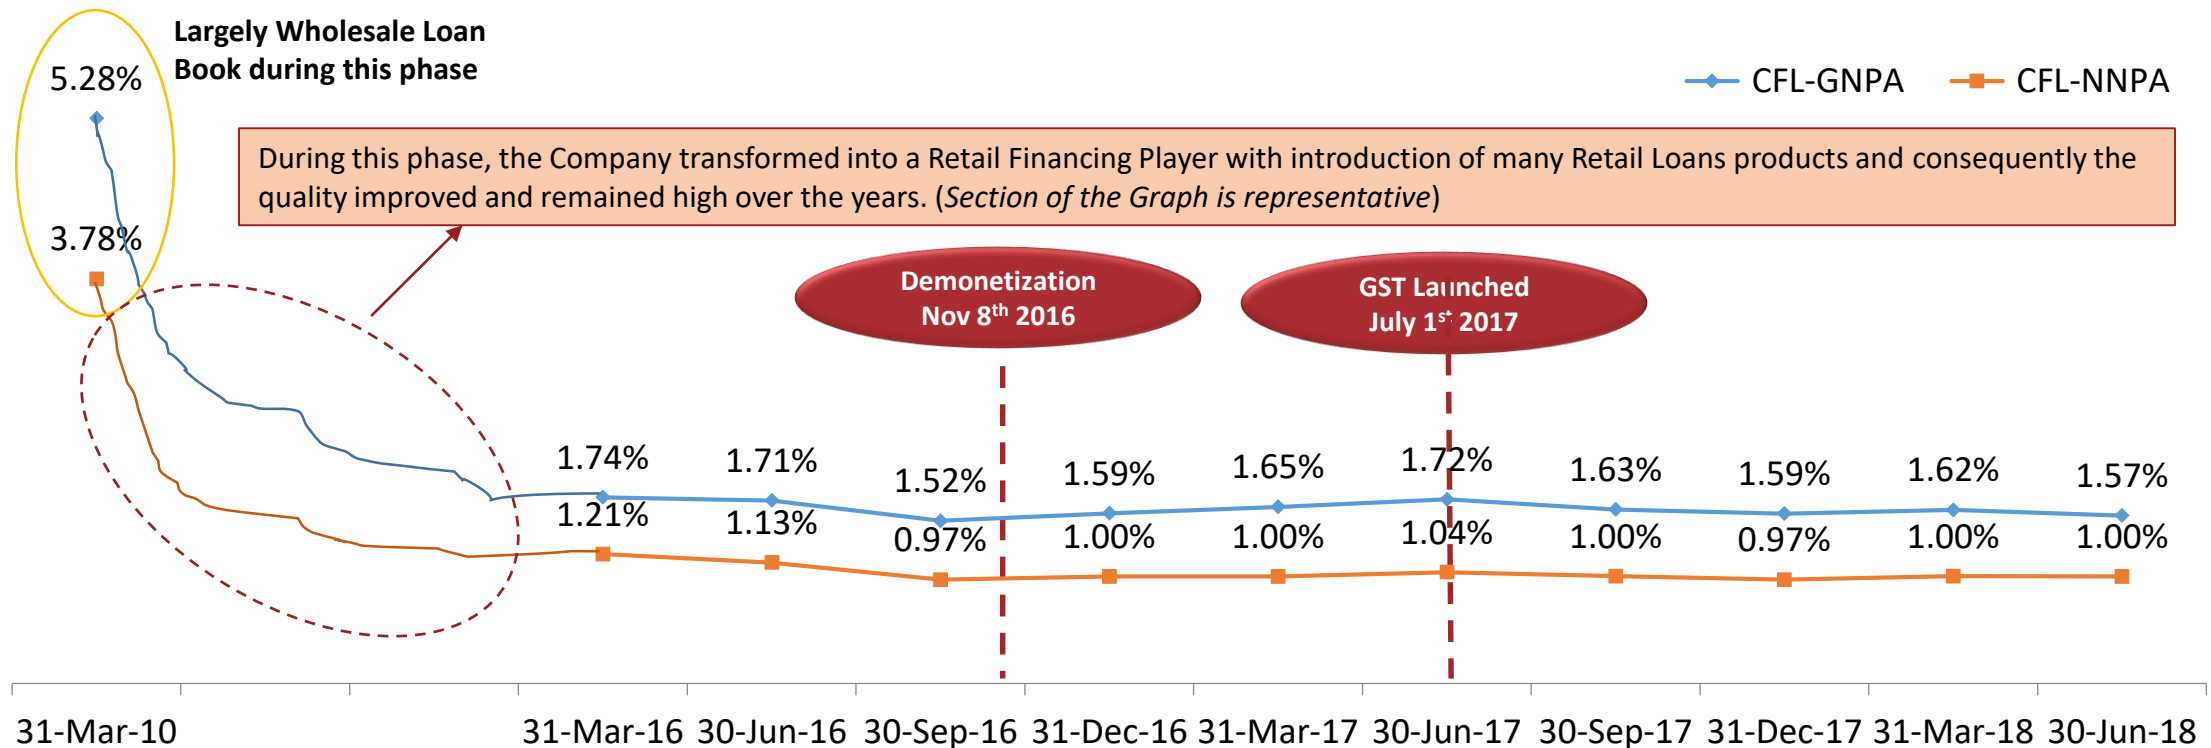 Largely Wholesale Loan
Book during this phase
5.28%
3.78%
CFL-GNPA
CFL-NNPA
During this phase, the Company transformed into a Retail Financing Player with introduction of many Retail Loans products and consequently the
quality improved and remained high over the years. (Section of the Graph is representative)
Demonetization
Nov 8th 2016
GST Launched
July 1st 2017
1.74% 1.71% 1.52% 1.59% 1.65% 1.72% 1.63% 1.59% 1.62% 1.57%
1.21% 1.13% 0.97% 1.00% 1.00% 1.04% 1.00% 0.97% 1.00% 1.00%
31-Mar-10 31-Mar-16 30-Jun-16 30-Sep-16 31-Dec-16 31-Mar-17 30-Jun-17 30-Sep-17 31-Dec-17 31-Mar-18 30-Jun-18